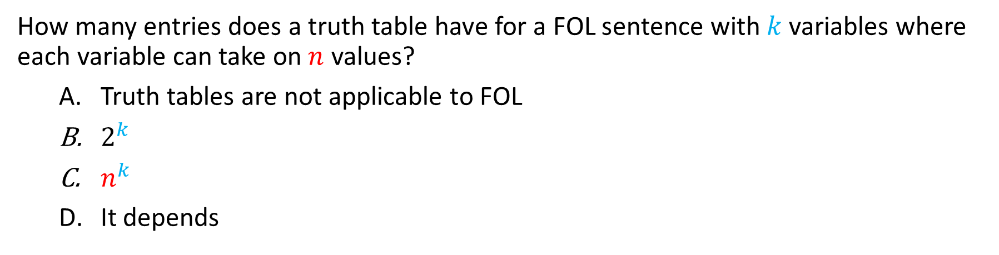 How many entries does a truth table have for a FOL sentence with k variables where
each variable can take on n values?
A. Truth tables are not applicable to FOL
B. 2^k
C. n^k
D. It depends